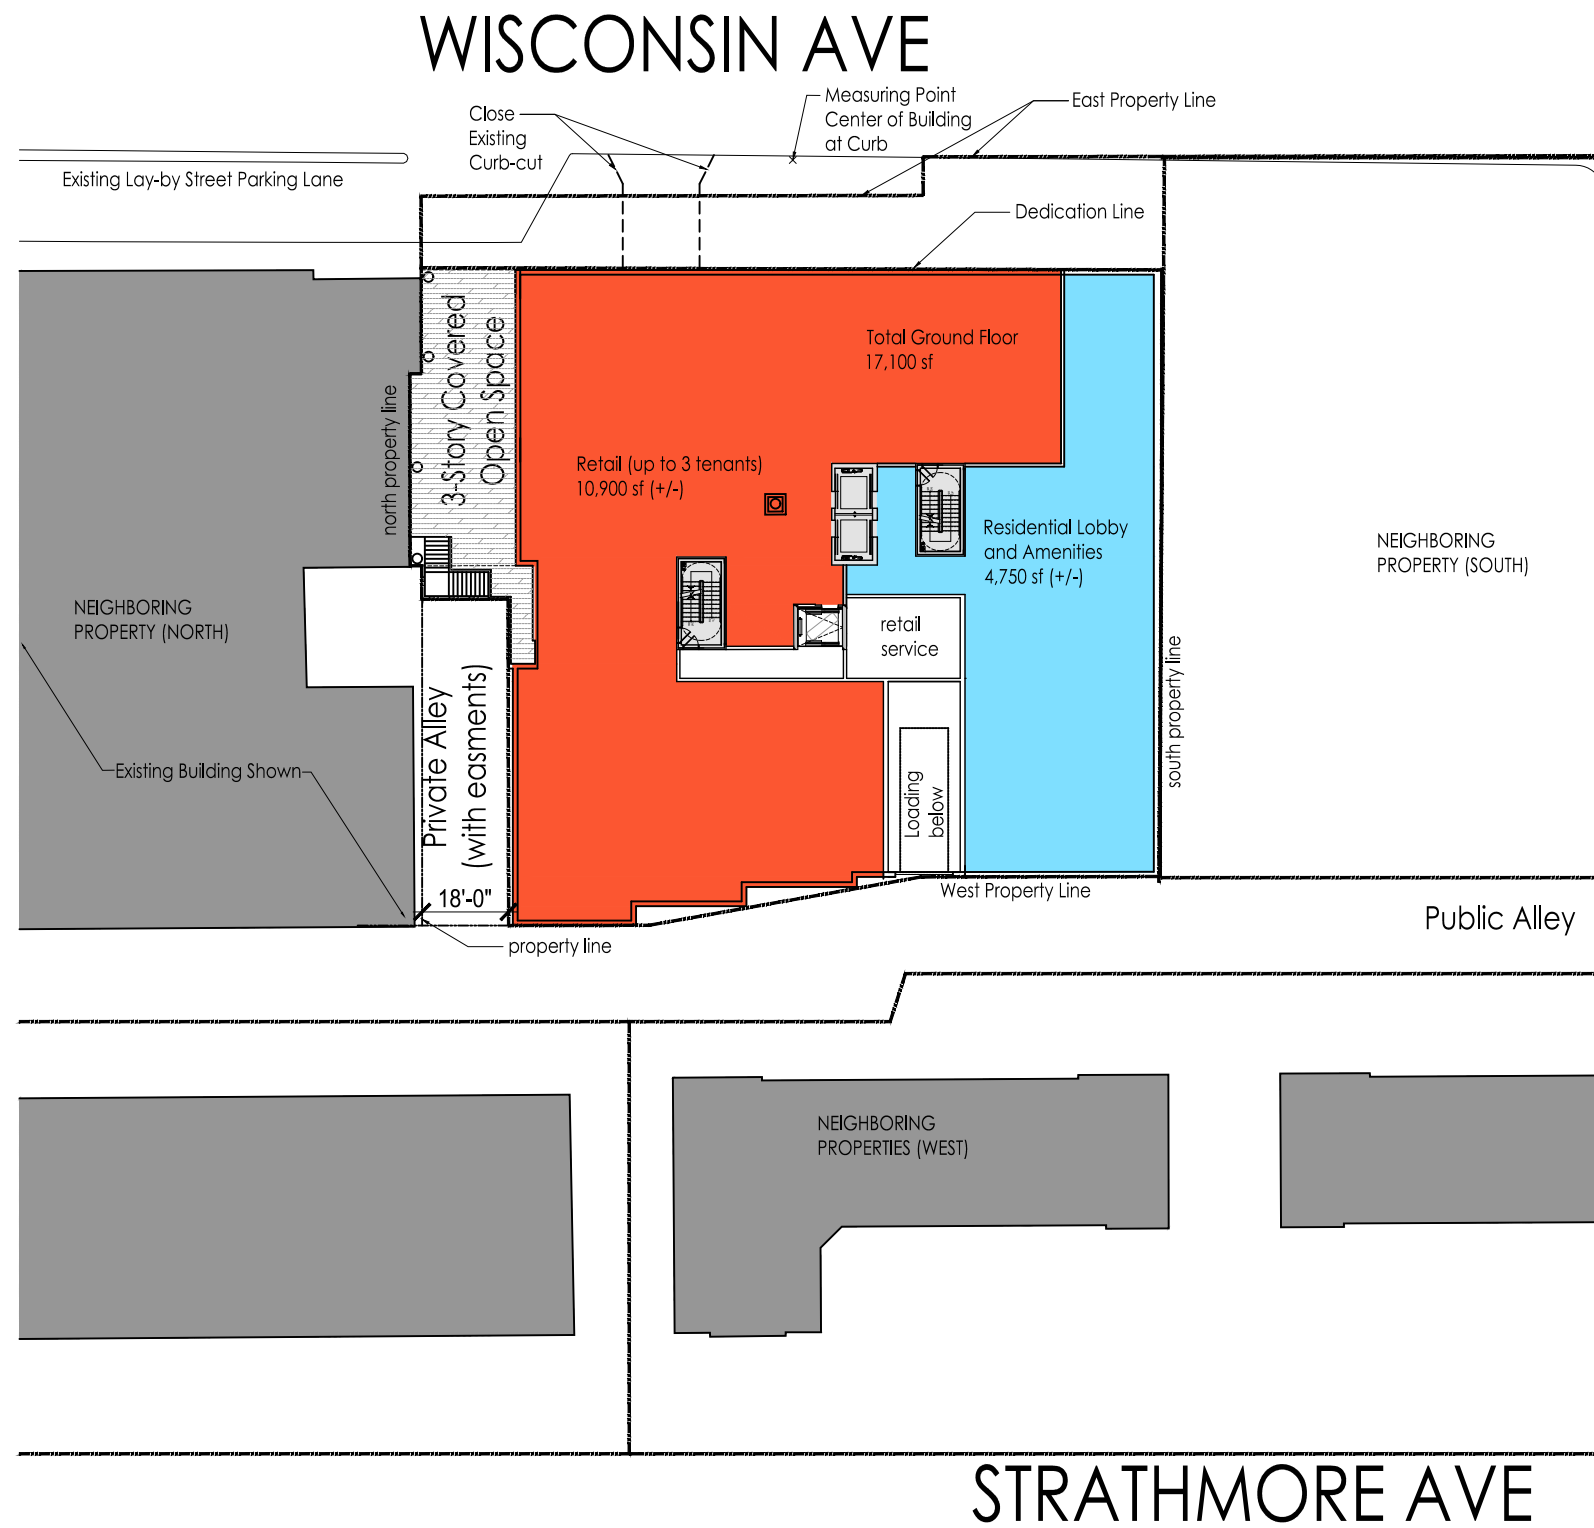 WISCONSIN AVE
Close
Existing
Curb-cut
Measuring Point
Center of Building
at Curb
East Property Line
Existing Lay-by Street Parking Lane
Dedication Line
3-Story Covered
Open Space
north property line
Total Ground Floor
17,100 sf
Retail (up to 3 tenants)
10,900 sf (+/-)
Residential Lobby
and Amenities
4,750 sf (+/-)
NEIGHBORING
PROPERTY (SOUTH)
NEIGHBORING
PROPERTY (NORTH)
retail
service
south property line
Private Alley
(with easments)
Existing Building Shown
Loading
below
18'-0"
West Property Line
property line
Public Alley
NEIGHBORING
PROPERTIES (WEST)
STRATHMORE AVE